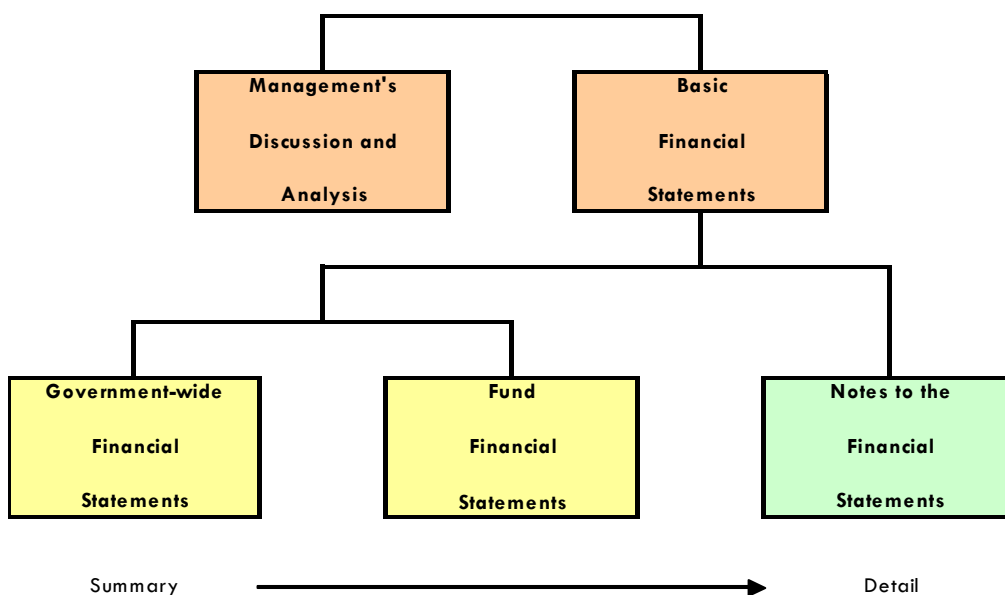 Management's
Discussion and
Analysis
Basic
Financial
Statements
Government-wide
Financial
Statements
Fund
Financial
Statements
Notes to the
Financial
Statements
Summary
Detail